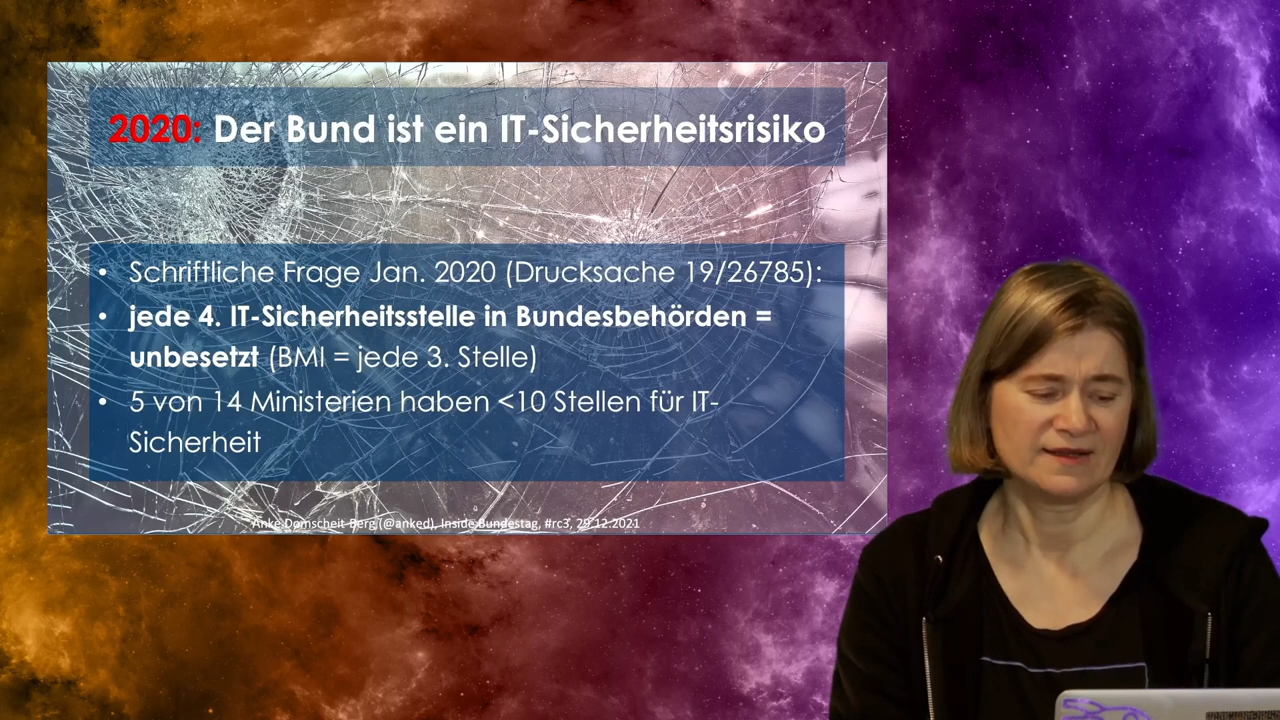 2020: Der Bund ist ein IT-Sicherheitsrisiko
• Schriftliche Frage Jan. 2020 (Drucksache 19/26785):
• jede 4. IT-Sicherheitsstelle in Bundesbehörden =
unbesetzt (BMI = jede 3. Stelle)
• 5 von 14 Ministerien haben <10 Stellen für IT-
Sicherheit
Anke Domscheit-Berg (@anked), Inside Bundestag, #rc3, 29.12.2021